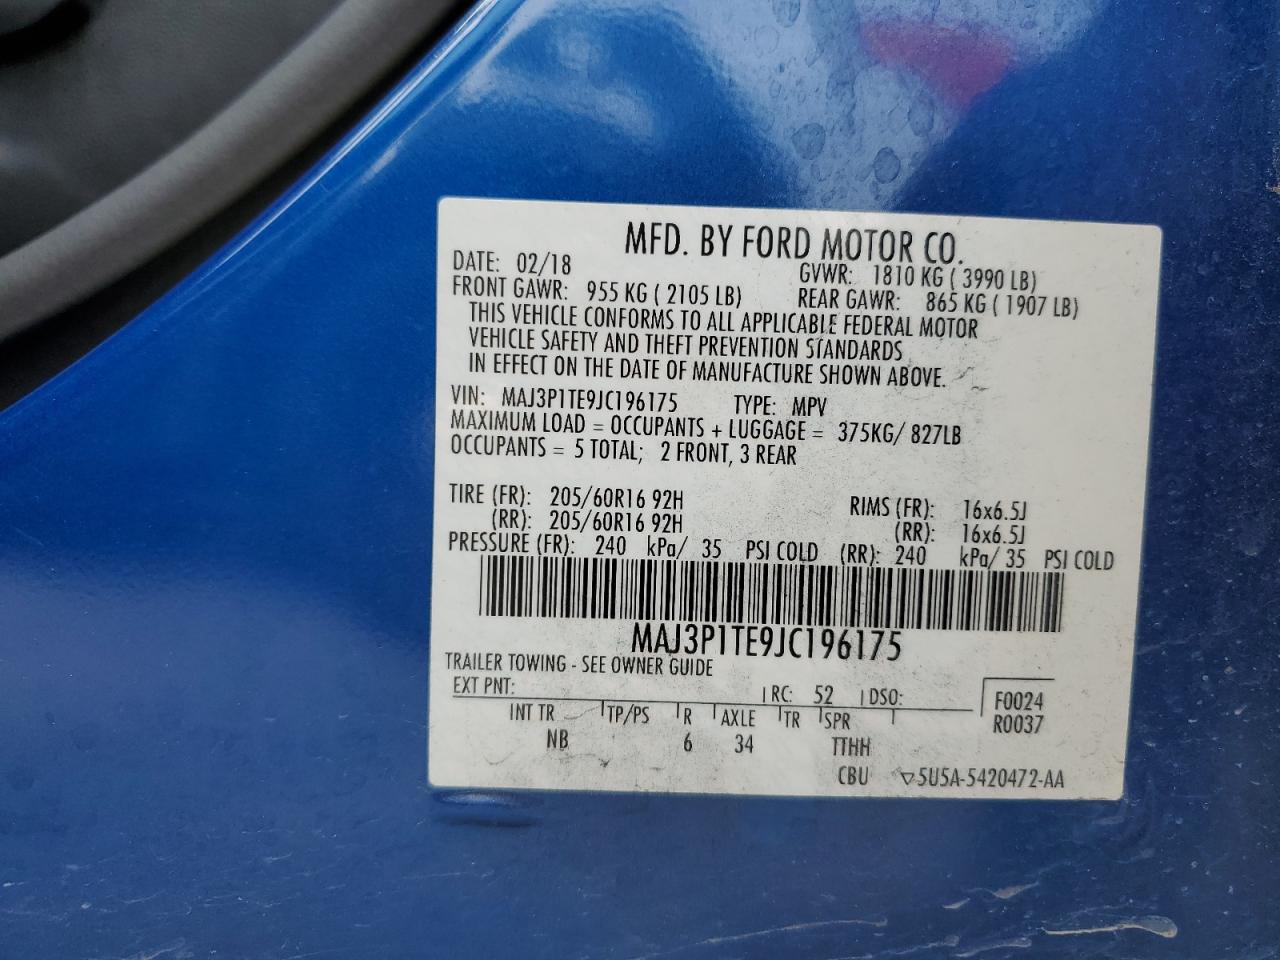 MFD. BY FORD MOTOR CO.
DATE: 02/18 GVWR: 1810 KG ( 3990 LB)
FRONT GAWR: 955 KG ( 2105 LB) REAR GAWR: 865 KG ( 1907 LB)
THIS VEHICLE CONFORMS TO ALL APPLICABLE FEDERAL MOTOR
VEHICLE SAFETY AND THEFT PREVENTION STANDARDS
IN EFFECT ON THE DATE OF MANUFACTURE SHOWN ABOVE.
VIN: MAJ3P1TE9JC196175 TYPE: MPV
MAXIMUM LOAD = OCCUPANTS + LUGGAGE = 375KG/ 827LB
OCCUPANTS = 5 TOTAL; 2 FRONT, 3 REAR
TIRE (FR): 205/60R16 92H RIMS (FR): 16x6.5J
(RR): 205/60R16 92H (RR): 16x6.5J
PRESSURE (FR): 240 kPa/ 35 PSI COLD (RR): 240 kPa/ 35 PSI COLD
MAJ3P1TE9JC196175
TRAILER TOWING - SEE OWNER GUIDE
EXT PNT: RC: 52 DSO: F0024
INT TR TP/PS R AXLE TR SPR R0037
NB 6 34 TTHH
CBU 5U5A-5420472-AA